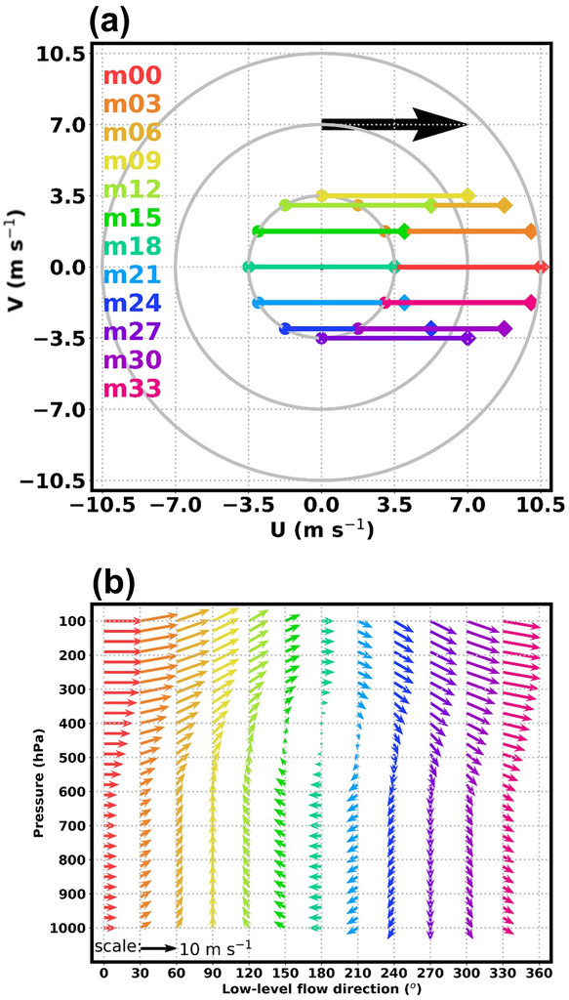 (a)
10.5
7.0
3.5
0.0
−3.5
−7.0
−10.5
V (m s⁻¹)
m00
m03
m06
m09
m12
m15
m18
m21
m24
m27
m30
m33
−10.5 −7.0 −3.5 0.0 3.5 7.0 10.5
U (m s⁻¹)
(b)
100
200
300
400
500
600
700
800
900
1000
Pressure (hPa)
scale: 10 m s⁻¹
0 30 60 90 120 150 180 210 240 270 300 330 360
Low-level flow direction (°)